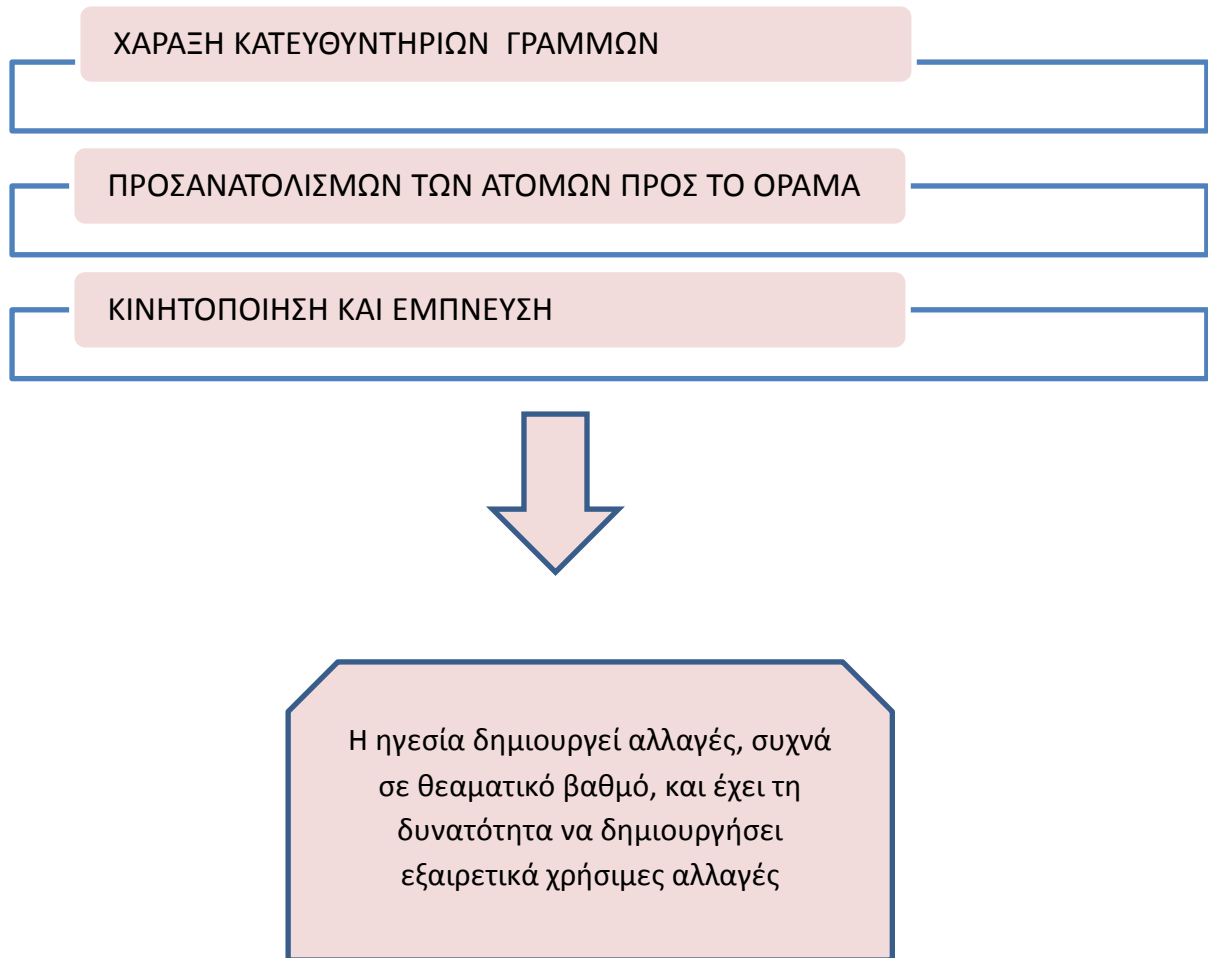 ΧΑΡΑΞΗ ΚΑΤΕΥΘΥΝΤΗΡΙΩΝ ΓΡΑΜΜΩΝ
ΠΡΟΣΑΝΑΤΟΛΙΣΜΩΝ ΤΩΝ ΑΤΟΜΩΝ ΠΡΟΣ ΤΟ ΟΡΑΜΑ
ΚΙΝΗΤΟΠΟΙΗΣΗ ΚΑΙ ΕΜΠΝΕΥΣΗ
Η ηγεσία δημιουργεί αλλαγές, συχνά
σε θεαματικό βαθμό, και έχει τη
δυνατότητα να δημιουργήσει
εξαιρετικά χρήσιμες αλλαγές